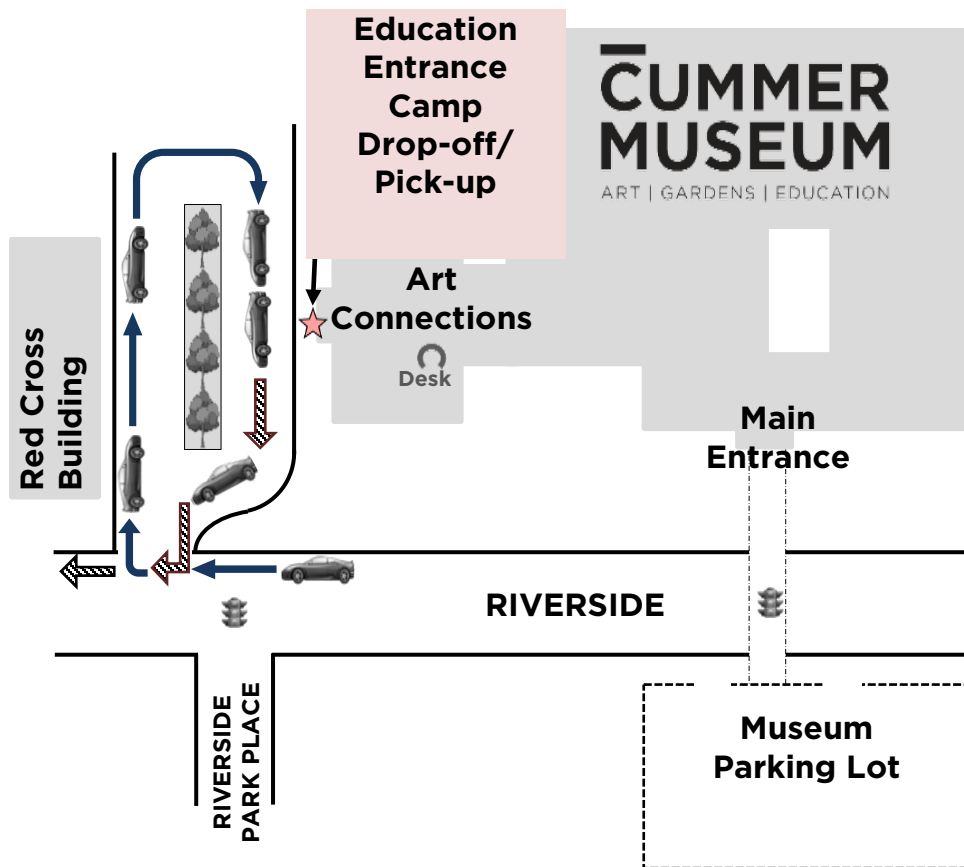 Education
Entrance
Camp
Drop-off/
Pick-up
CUMMER
MUSEUM
ART | GARDENS | EDUCATION
Art
Connections
Desk
Red Cross
Building
Main
Entrance
RIVERSIDE
RIVERSIDE
PARK PLACE
Museum
Parking Lot